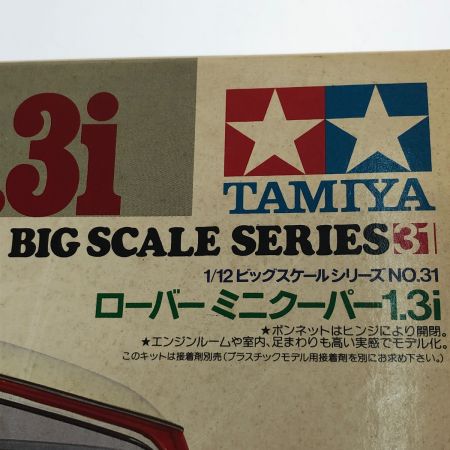 .3i
TAMIYA
BIG SCALE SERIES 31
1/12 ビッグスケールシリーズNO.31
ローバー ミニクーパー1.3i
★ボンネットはヒンジにより開閉。
★エンジンルームや室内、足まわりも高い実感でモデル化。
このキットは接着剤別売(プラスチックモデル用接着剤を別にお求め下さい。)